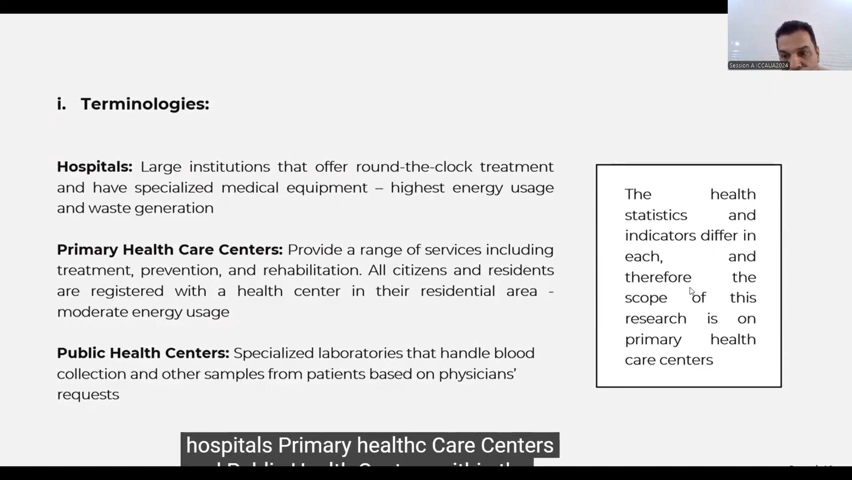 Session A ICCAUA2024
i. Terminologies:
Hospitals: Large institutions that offer round-the-clock treatment
and have specialized medical equipment – highest energy usage
and waste generation
Primary Health Care Centers: Provide a range of services including
treatment, prevention, and rehabilitation. All citizens and residents
are registered with a health center in their residential area -
moderate energy usage
Public Health Centers: Specialized laboratories that handle blood
collection and other samples from patients based on physicians’
requests
The health
statistics and
indicators differ in
each, and
therefore the
scope of this
research is on
primary health
care centers
hospitals Primary healthc Care Centers